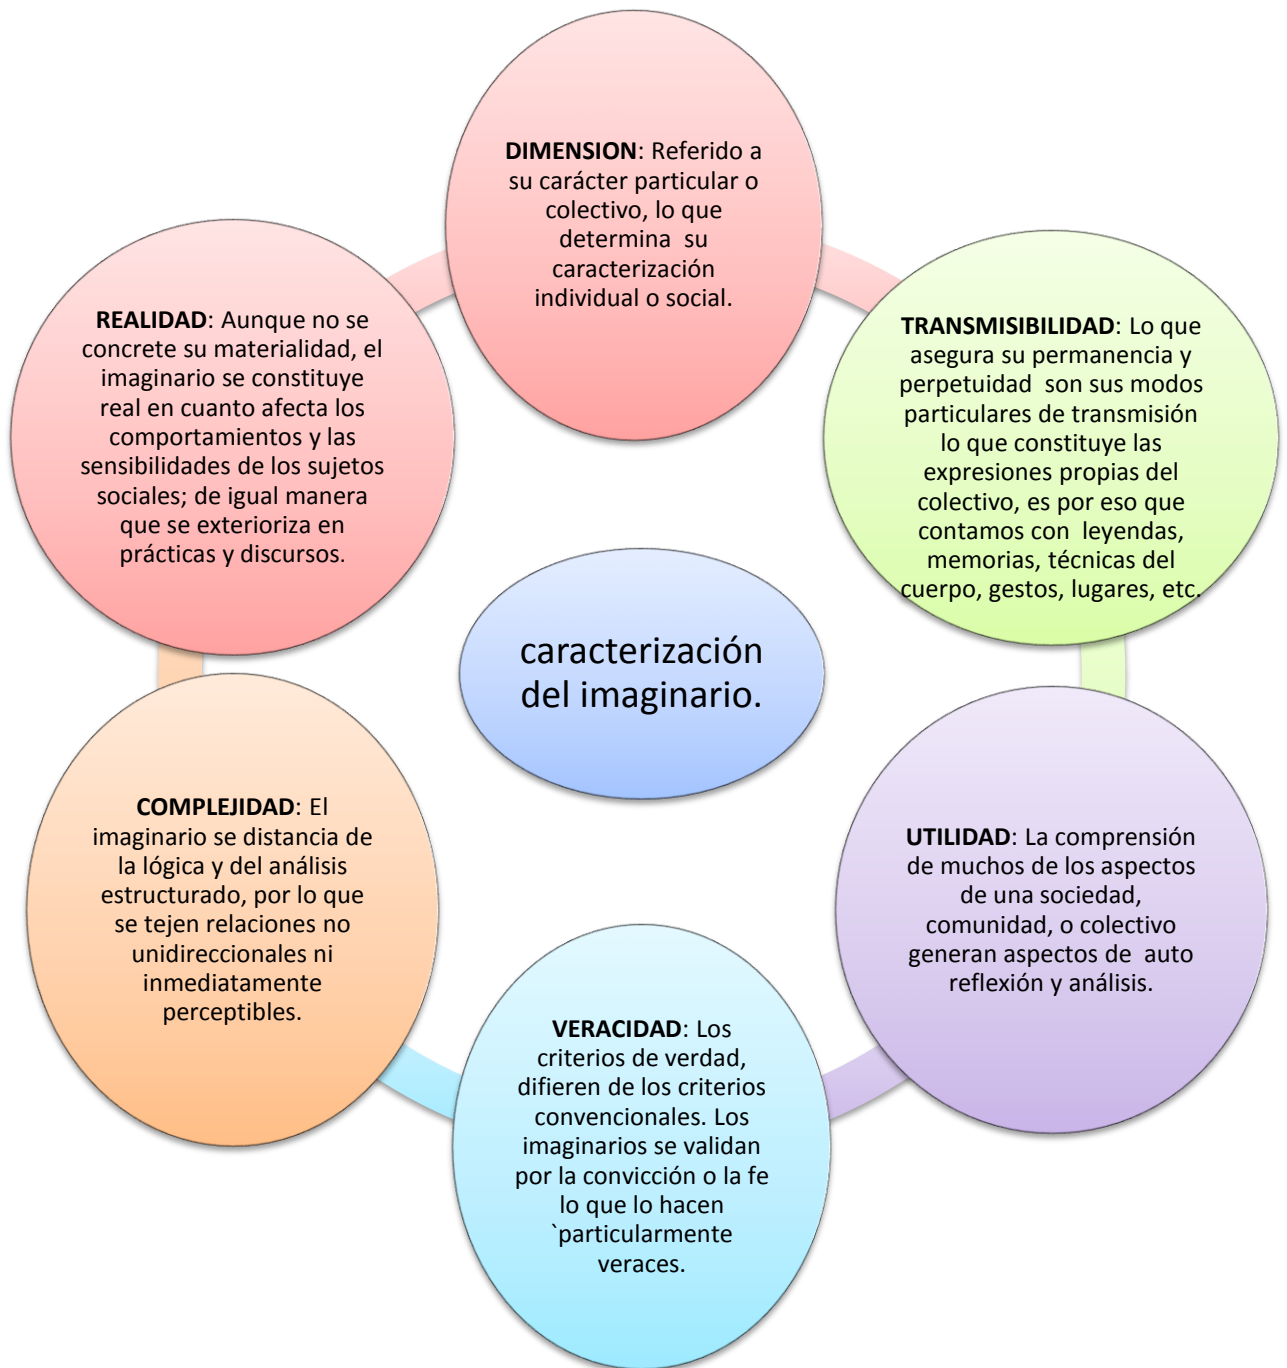 DIMENSION: Referido a
su carácter particular o
colectivo, lo que
determina su
caracterización
individual o social.
TRANSMISIBILIDAD: Lo que
asegura su permanencia y
perpetuidad son sus modos
particulares de transmisión
lo que constituye las
expresiones propias del
colectivo, es por eso que
contamos con leyendas,
memorias, técnicas del
cuerpo, gestos, lugares, etc.
UTILIDAD: La comprensión
de muchos de los aspectos
de una sociedad,
comunidad, o colectivo
generan aspectos de auto
reflexión y análisis.
VERACIDAD: Los
criterios de verdad,
difieren de los criterios
convencionales. Los
imaginarios se validan
por la convicción o la fe
lo que lo hacen
`particularmente
veraces.
COMPLEJIDAD: El
imaginario se distancia de
la lógica y del análisis
estructurado, por lo que
se tejen relaciones no
unidireccionales ni
inmediatamente
perceptibles.
REALIDAD: Aunque no se
concrete su materialidad, el
imaginario se constituye
real en cuanto afecta los
comportamientos y las
sensibilidades de los sujetos
sociales; de igual manera
que se exterioriza en
prácticas y discursos.
caracterización
del imaginario.